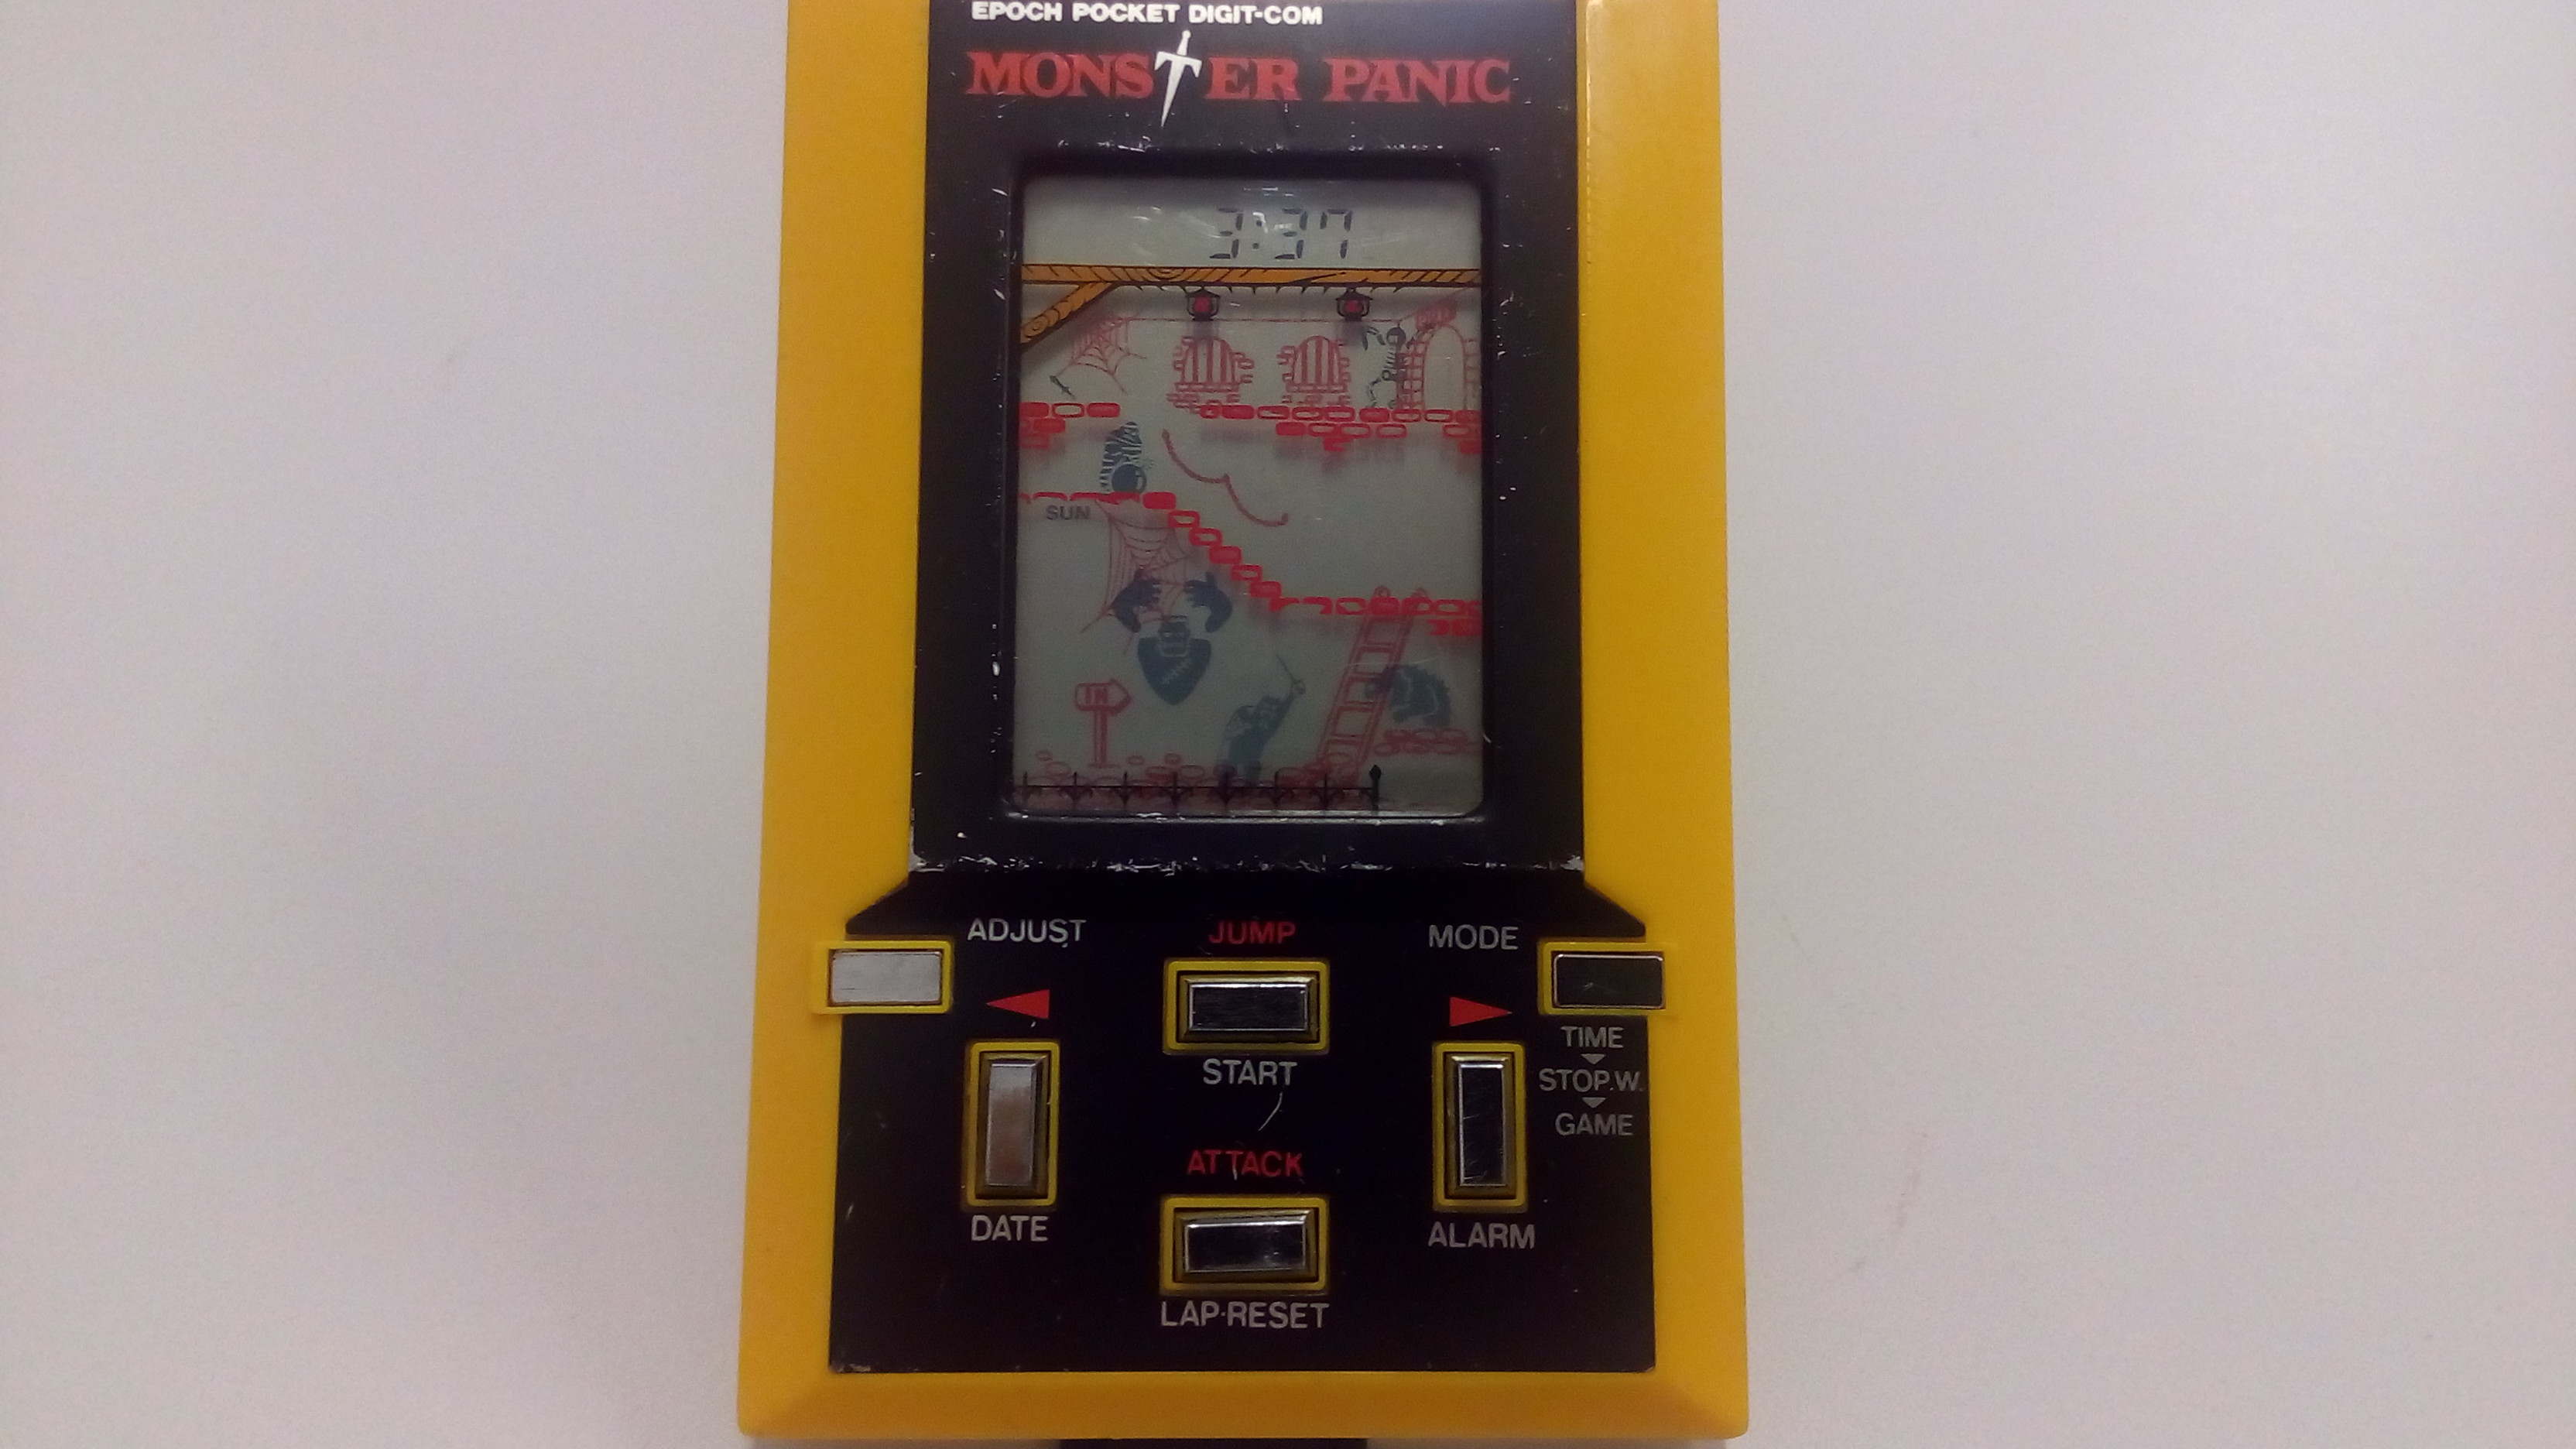 EPOCH POCKET DIGIT-COM
MONSTER PANIC
3:37
SUN
IN
ADJUST
JUMP
MODE
START
TIME
STOP.W.
GAME
ATTACK
DATE
ALARM
LAP·RESET